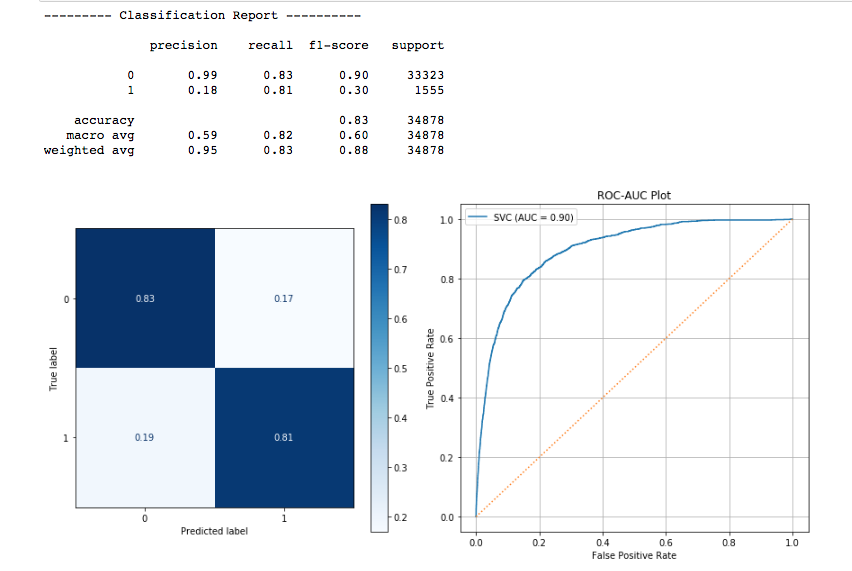 --------- Classification Report ----------
precision recall f1-score support
0 0.99 0.83 0.90 33323
1 0.18 0.81 0.30 1555
accuracy 0.83 34878
macro avg 0.59 0.82 0.60 34878
weighted avg 0.95 0.83 0.88 34878
True label
0
1
0.83 0.17
0.19 0.81
0 1
Predicted label
0.8
0.7
0.6
0.5
0.4
0.3
0.2
ROC-AUC Plot
SVC (AUC = 0.90)
True Positive Rate
1.0
0.8
0.6
0.4
0.2
0.0
0.0 0.2 0.4 0.6 0.8 1.0
False Positive Rate